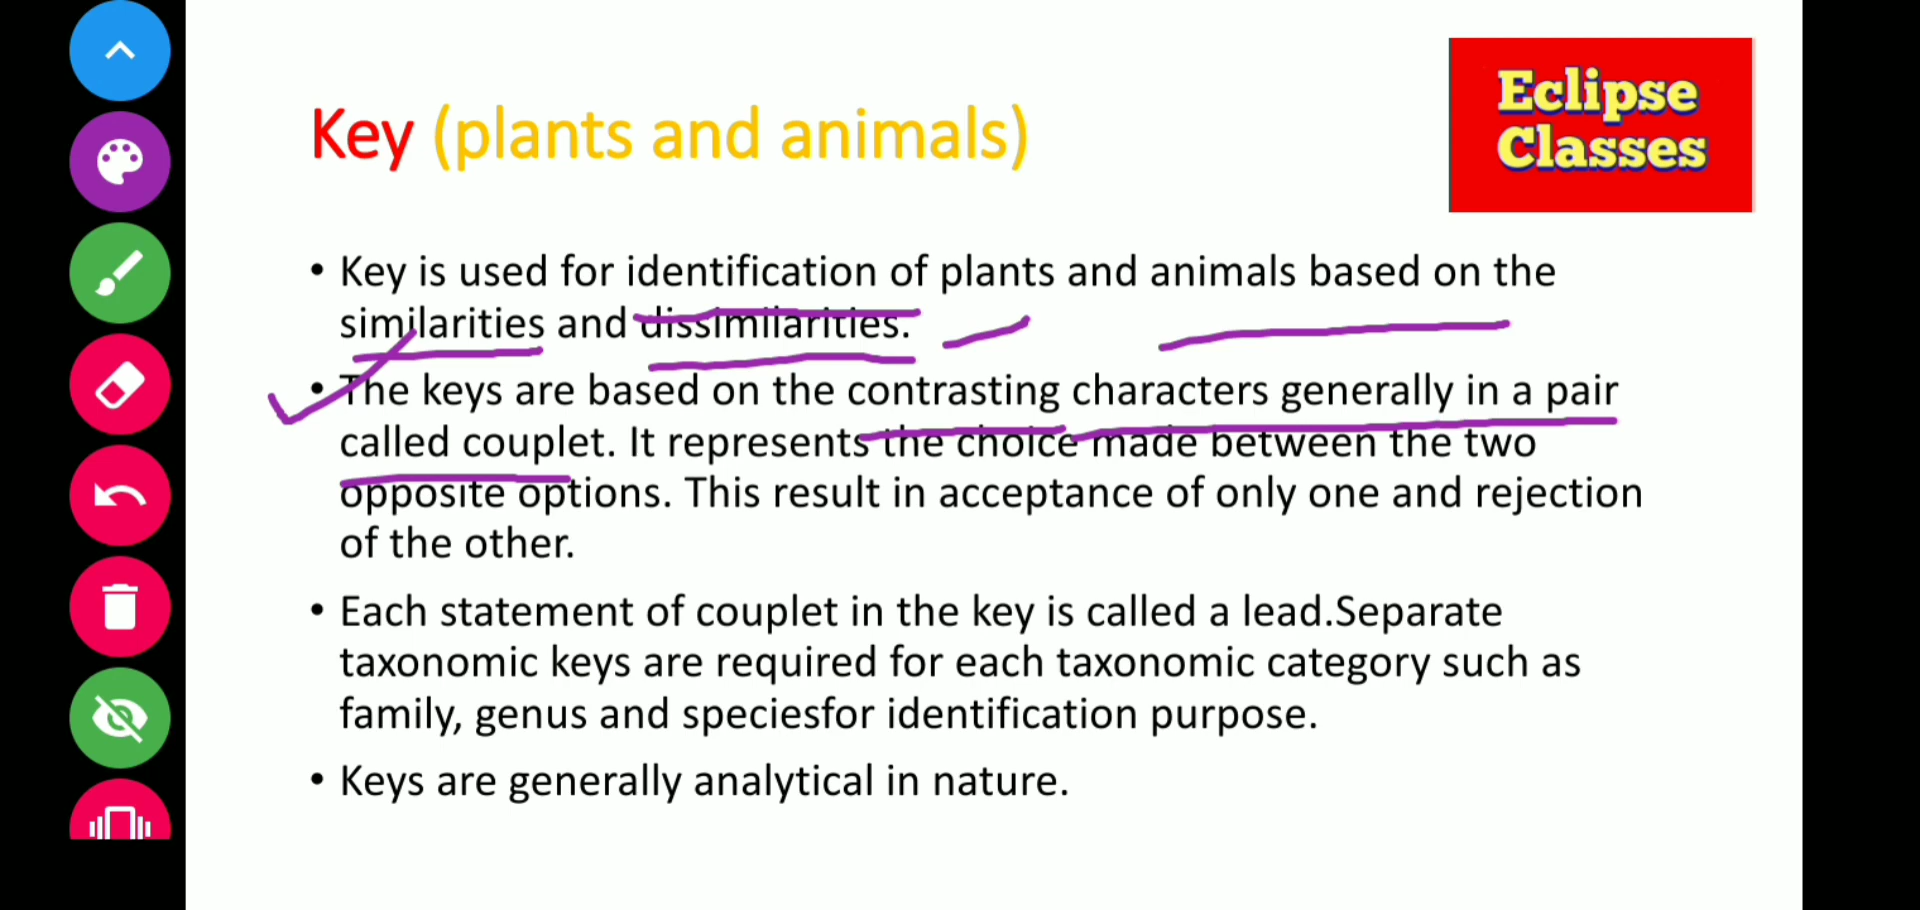 Eclipse
Classes
Key (plants and animals)
• Key is used for identification of plants and animals based on the
similarities and dissimilarities.
• The keys are based on the contrasting characters generally in a pair
called couplet. It represents the choice made between the two
opposite options. This result in acceptance of only one and rejection
of the other.
• Each statement of couplet in the key is called a lead.Separate
taxonomic keys are required for each taxonomic category such as
family, genus and speciesfor identification purpose.
• Keys are generally analytical in nature.